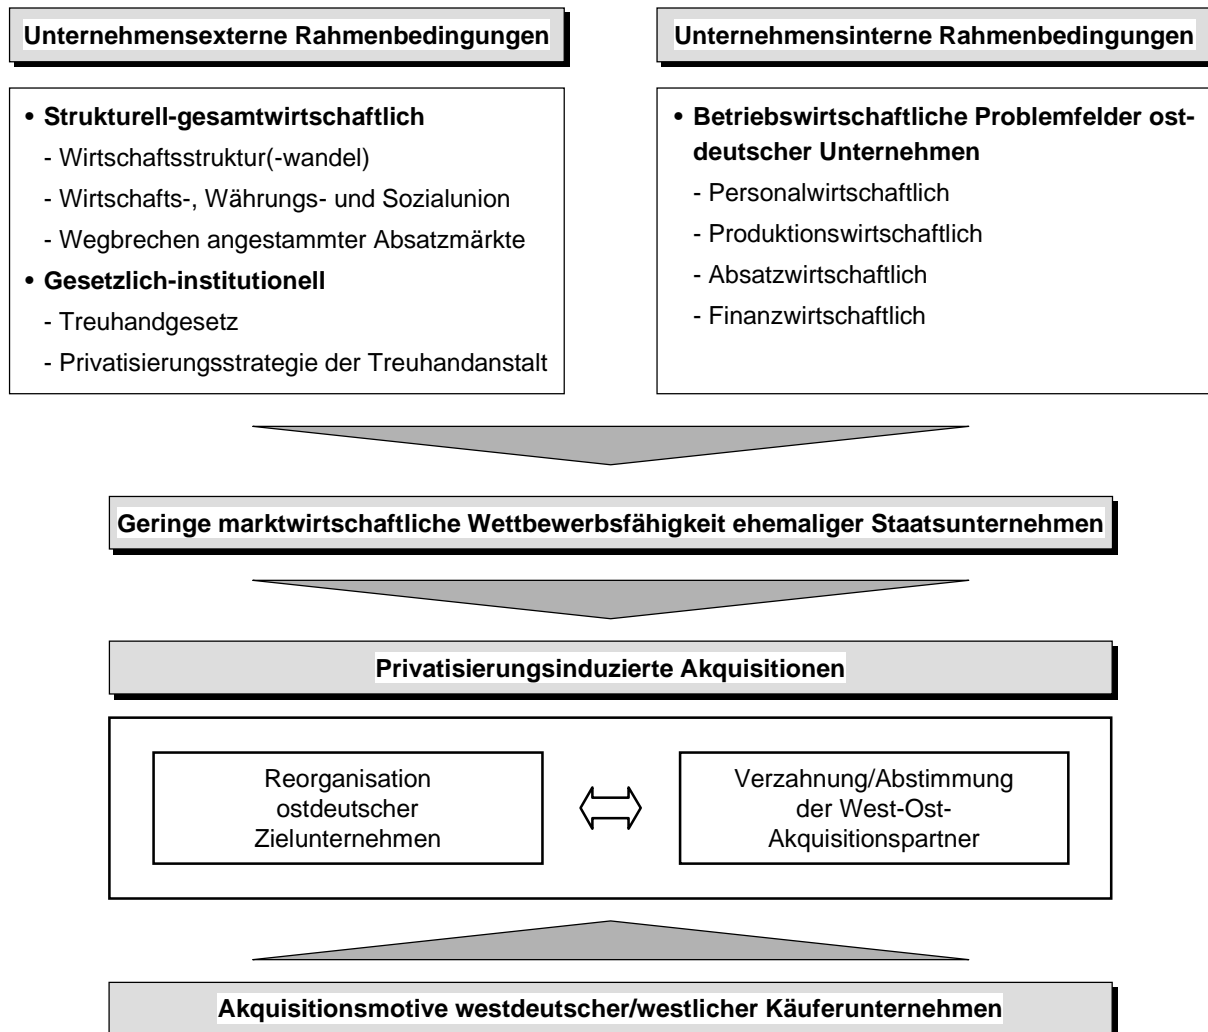 Unternehmensexterne Rahmenbedingungen
• Strukturell-gesamtwirtschaftlich
- Wirtschaftsstruktur(-wandel)
- Wirtschafts-, Währungs- und Sozialunion
- Wegbrechen angestammter Absatzmärkte
• Gesetzlich-institutionell
- Treuhandgesetz
- Privatisierungsstrategie der Treuhandanstalt
Unternehmensinterne Rahmenbedingungen
• Betriebswirtschaftliche Problemfelder ost-
deutscher Unternehmen
- Personalwirtschaftlich
- Produktionswirtschaftlich
- Absatzwirtschaftlich
- Finanzwirtschaftlich
Geringe marktwirtschaftliche Wettbewerbsfähigkeit ehemaliger Staatsunternehmen
Privatisierungsinduzierte Akquisitionen
Reorganisation
ostdeutscher
Zielunternehmen
Verzahnung/Abstimmung
der West-Ost-
Akquisitionspartner
Akquisitionsmotive westdeutscher/westlicher Käuferunternehmen